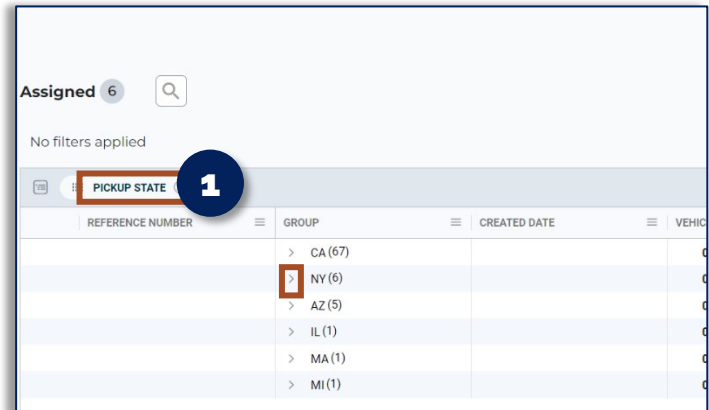 Assigned 6
No filters applied
PICKUP STATE
1
REFERENCE NUMBER GROUP CREATED DATE
CA (67)
NY (6)
AZ (5)
IL (1)
MA (1)
MI (1)